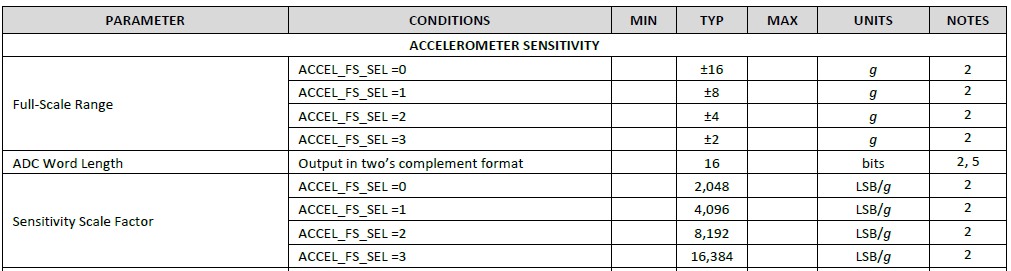 PARAMETER CONDITIONS MIN TYP MAX UNITS NOTES
ACCELEROMETER SENSITIVITY
Full-Scale Range
ACCEL_FS_SEL =0 ±16 g 2
ACCEL_FS_SEL =1 ±8 g 2
ACCEL_FS_SEL =2 ±4 g 2
ACCEL_FS_SEL =3 ±2 g 2
ADC Word Length Output in two's complement format 16 bits 2, 5
Sensitivity Scale Factor
ACCEL_FS_SEL =0 2,048 LSB/g 2
ACCEL_FS_SEL =1 4,096 LSB/g 2
ACCEL_FS_SEL =2 8,192 LSB/g 2
ACCEL_FS_SEL =3 16,384 LSB/g 2